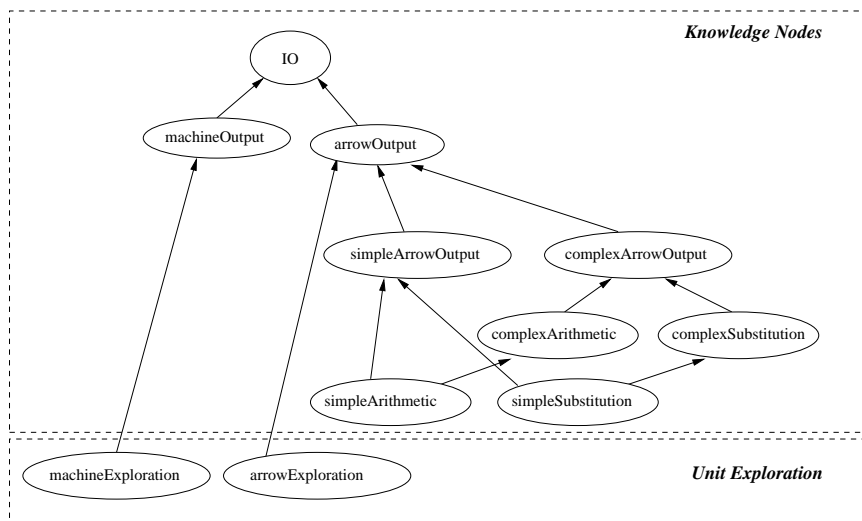 Knowledge Nodes
IO
machineOutput
arrowOutput
simpleArrowOutput
complexArrowOutput
complexArithmetic
complexSubstitution
simpleArithmetic
simpleSubstitution
machineExploration
arrowExploration
Unit Exploration